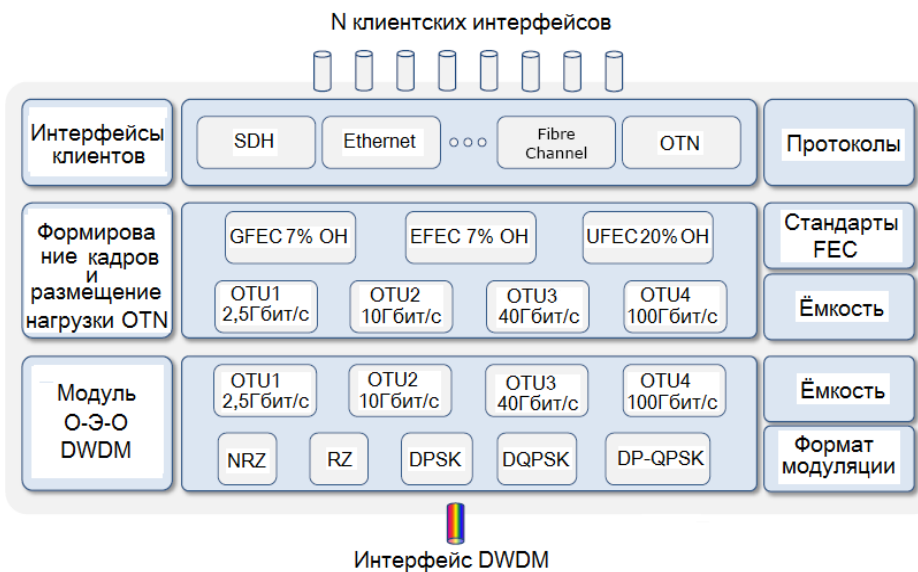 N клиентских интерфейсов
Интерфейсы
клиентов
SDH
Ethernet
Fibre
Channel
OTN
Протоколы
Формирова
ние кадров
и
размещение
нагрузки OTN
GFEC 7% OH
EFEC 7% OH
UFEC 20% OH
Стандарты
FEC
OTU1
2,5Гбит/с
OTU2
10Гбит/с
OTU3
40Гбит/с
OTU4
100Гбит/с
Ёмкость
Модуль
О-Э-О
DWDM
OTU1
2,5Гбит/с
OTU2
10Гбит/с
OTU3
40Гбит/с
OTU4
100Гбит/с
Ёмкость
NRZ
RZ
DPSK
DQPSK
DP-QPSK
Формат
модуляции
Интерфейс DWDM